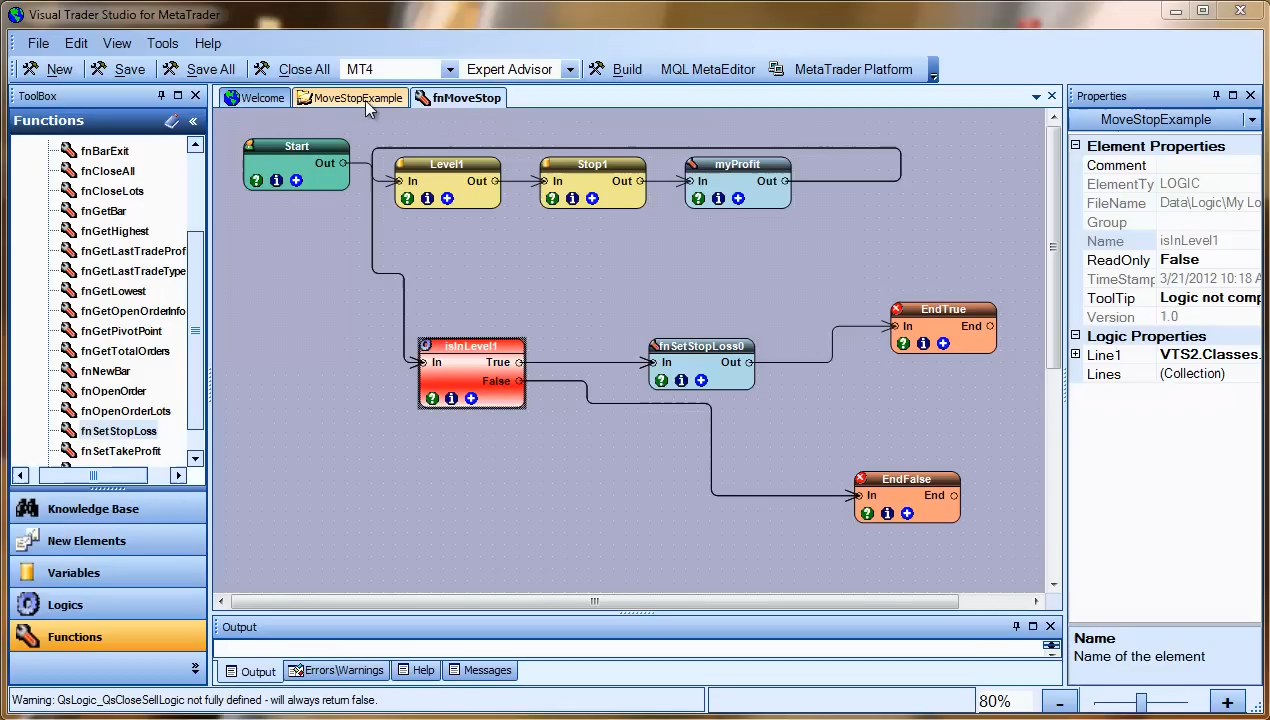 Visual Trader Studio for MetaTrader
File Edit View Tools Help
New Save Save All Close All MT4 Expert Advisor Build MQL MetaEditor MetaTrader Platform
ToolBox
Welcome MoveStopExample fnMoveStop
Properties
Functions
fnBarExit
fnCloseAll
fnCloseLots
fnGetBar
fnGetHighest
fnGetLastTradeProf
fnGetLastTradeType
fnGetLowest
fnGetOpenOrderInfo
fnGetPivotPoint
fnGetTotalOrders
fnNewBar
fnOpenOrder
fnOpenOrderLots
fnSetStopLoss
fnSetTakeProfit
Knowledge Base
New Elements
Variables
Logics
Functions
Start
Out
Level1
In Out
Stop1
In Out
myProfit
In Out
isInLevel1
In True
False
fnSetStopLoss0
In Out
EndTrue
In End
EndFalse
In End
MoveStopExample
Element Properties
Comment
ElementTy LOGIC
FileName Data\Logic\My Lo
Group
Name isInLevel1
ReadOnly False
TimeStamp 3/21/2012 10:18 A
ToolTip Logic not comp
Version 1.0
Logic Properties
Line1 VTS2.Classes.
Lines (Collection)
Name
Name of the element
Output
Output Errors\Warnings Help Messages
Warning: QsLogic_QsCloseSellLogic not fully defined - will always return false.
80%